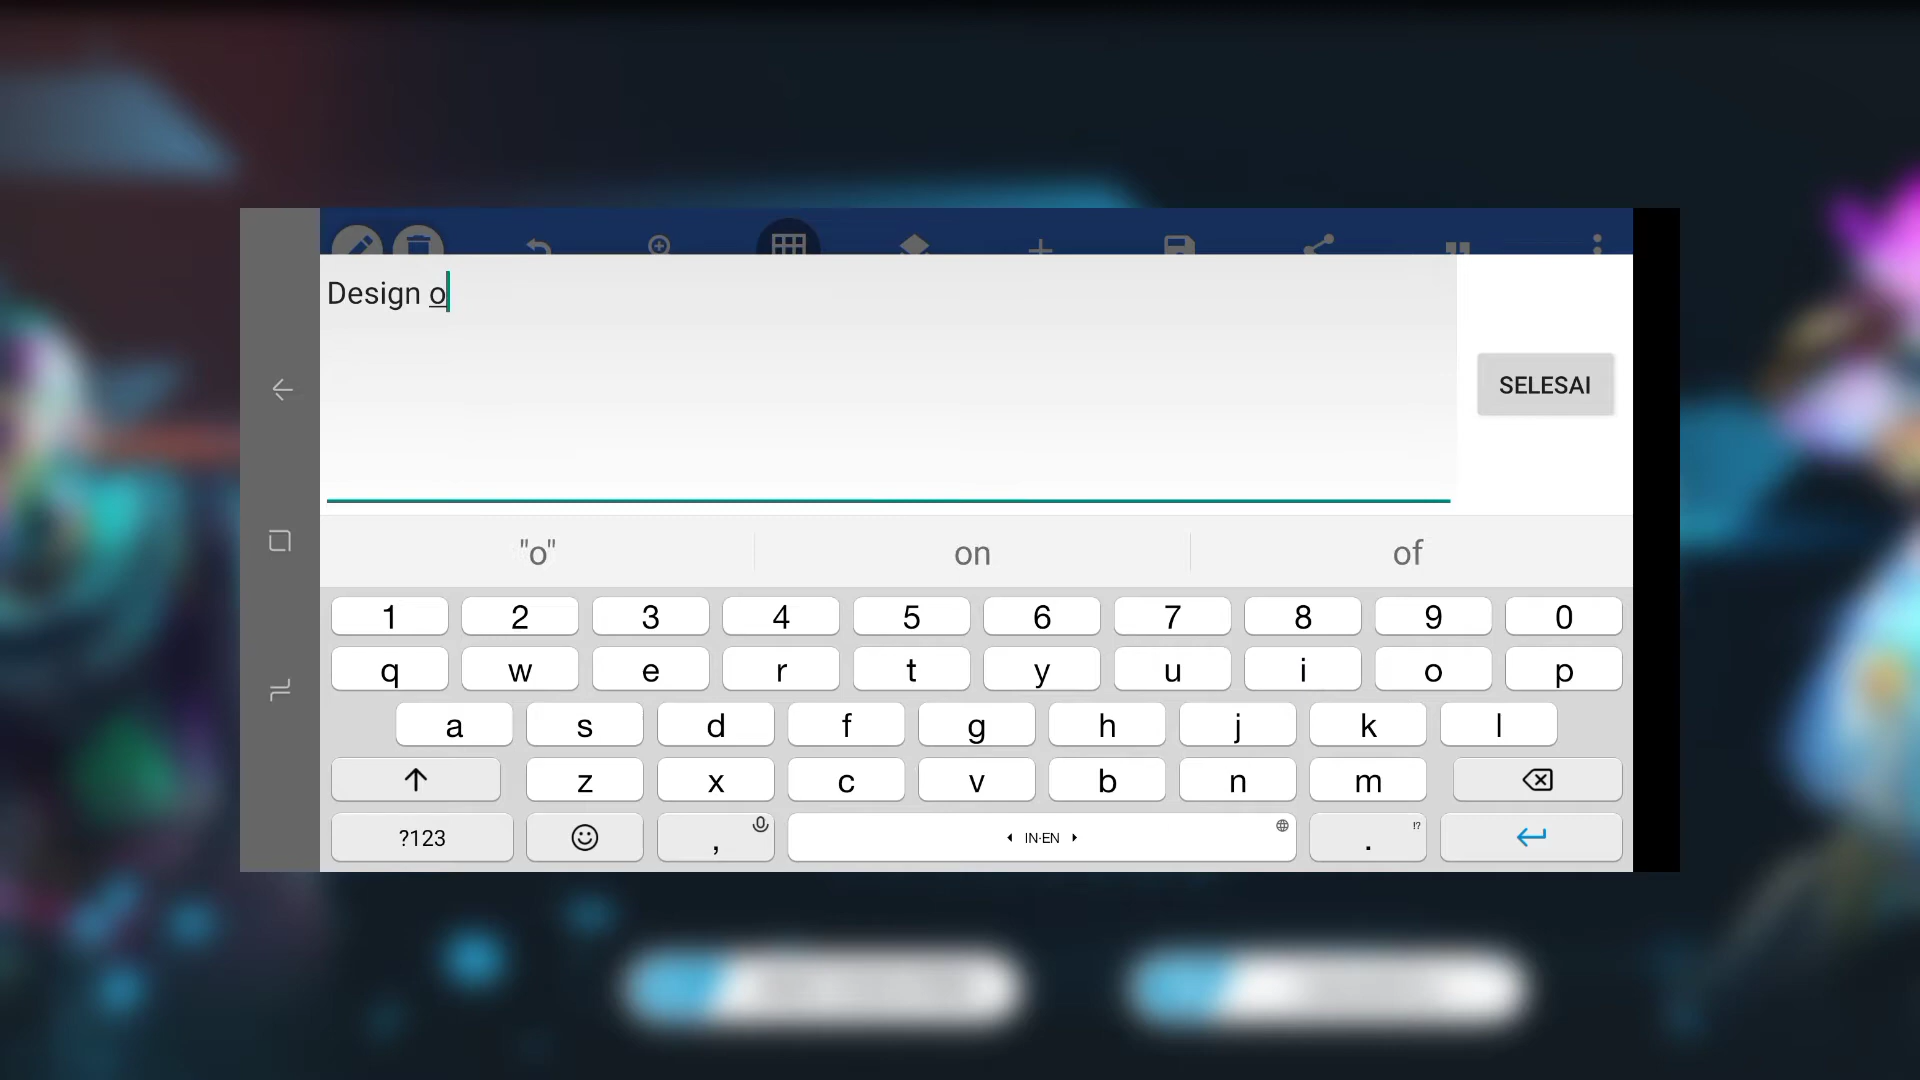 Design o
SELESAI
"o" on of
1 2 3 4 5 6 7 8 9 0
q w e r t y u i o p
a s d f g h j k l
z x c v b n m
?123 , IN·EN !? .